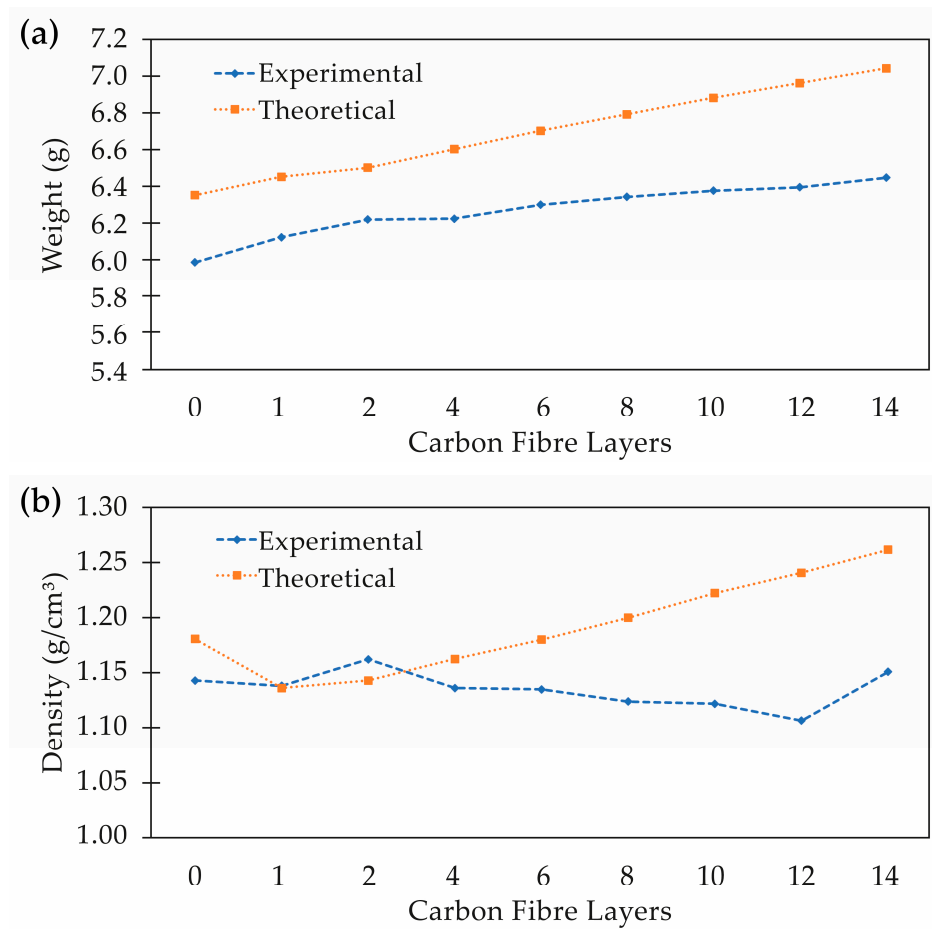 (a)
7.2
7.0
6.8
6.6
6.4
6.2
6.0
5.8
5.6
5.4
Weight (g)
Experimental
Theoretical
0 1 2 4 6 8 10 12 14
Carbon Fibre Layers
(b)
1.30
1.25
1.20
1.15
1.10
1.05
1.00
Density (g/cm³)
Experimental
Theoretical
0 1 2 4 6 8 10 12 14
Carbon Fibre Layers